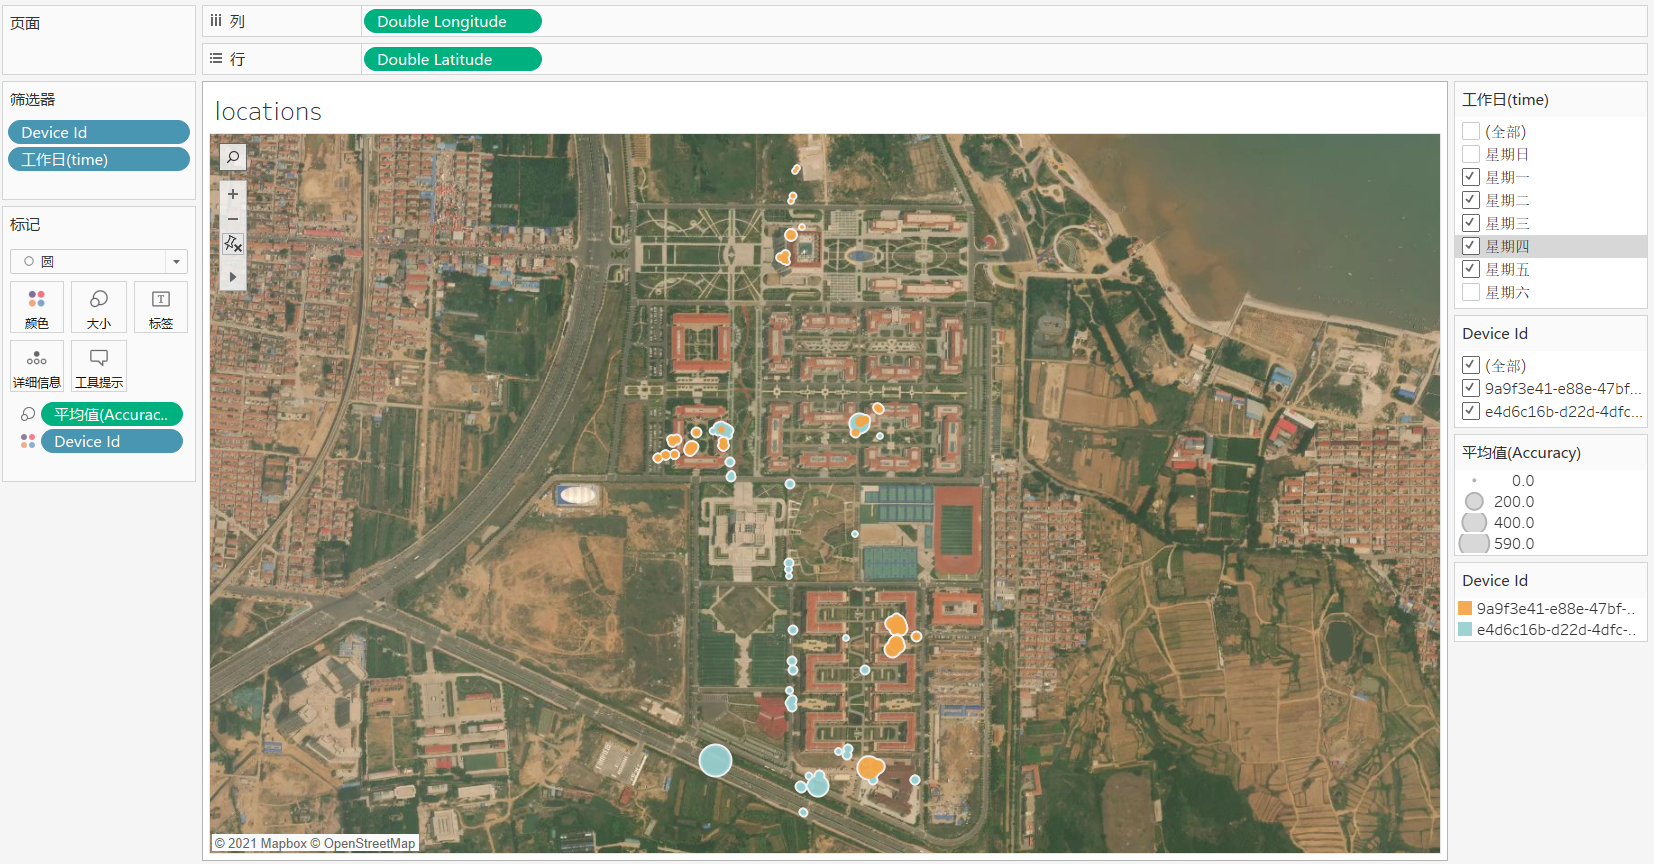 页面
列
Double Longitude
行
Double Latitude
筛选器
Device Id
工作日(time)
标记
圆
颜色
大小
标签
详细信息
工具提示
平均值(Accurac..
Device Id
locations
© 2021 Mapbox © OpenStreetMap
工作日(time)
(全部)
星期日
星期一
星期二
星期三
星期四
星期五
星期六
Device Id
(全部)
9a9f3e41-e88e-47bf...
e4d6c16b-d22d-4dfc...
平均值(Accuracy)
0.0
200.0
400.0
590.0
Device Id
9a9f3e41-e88e-47bf-..
e4d6c16b-d22d-4dfc-..